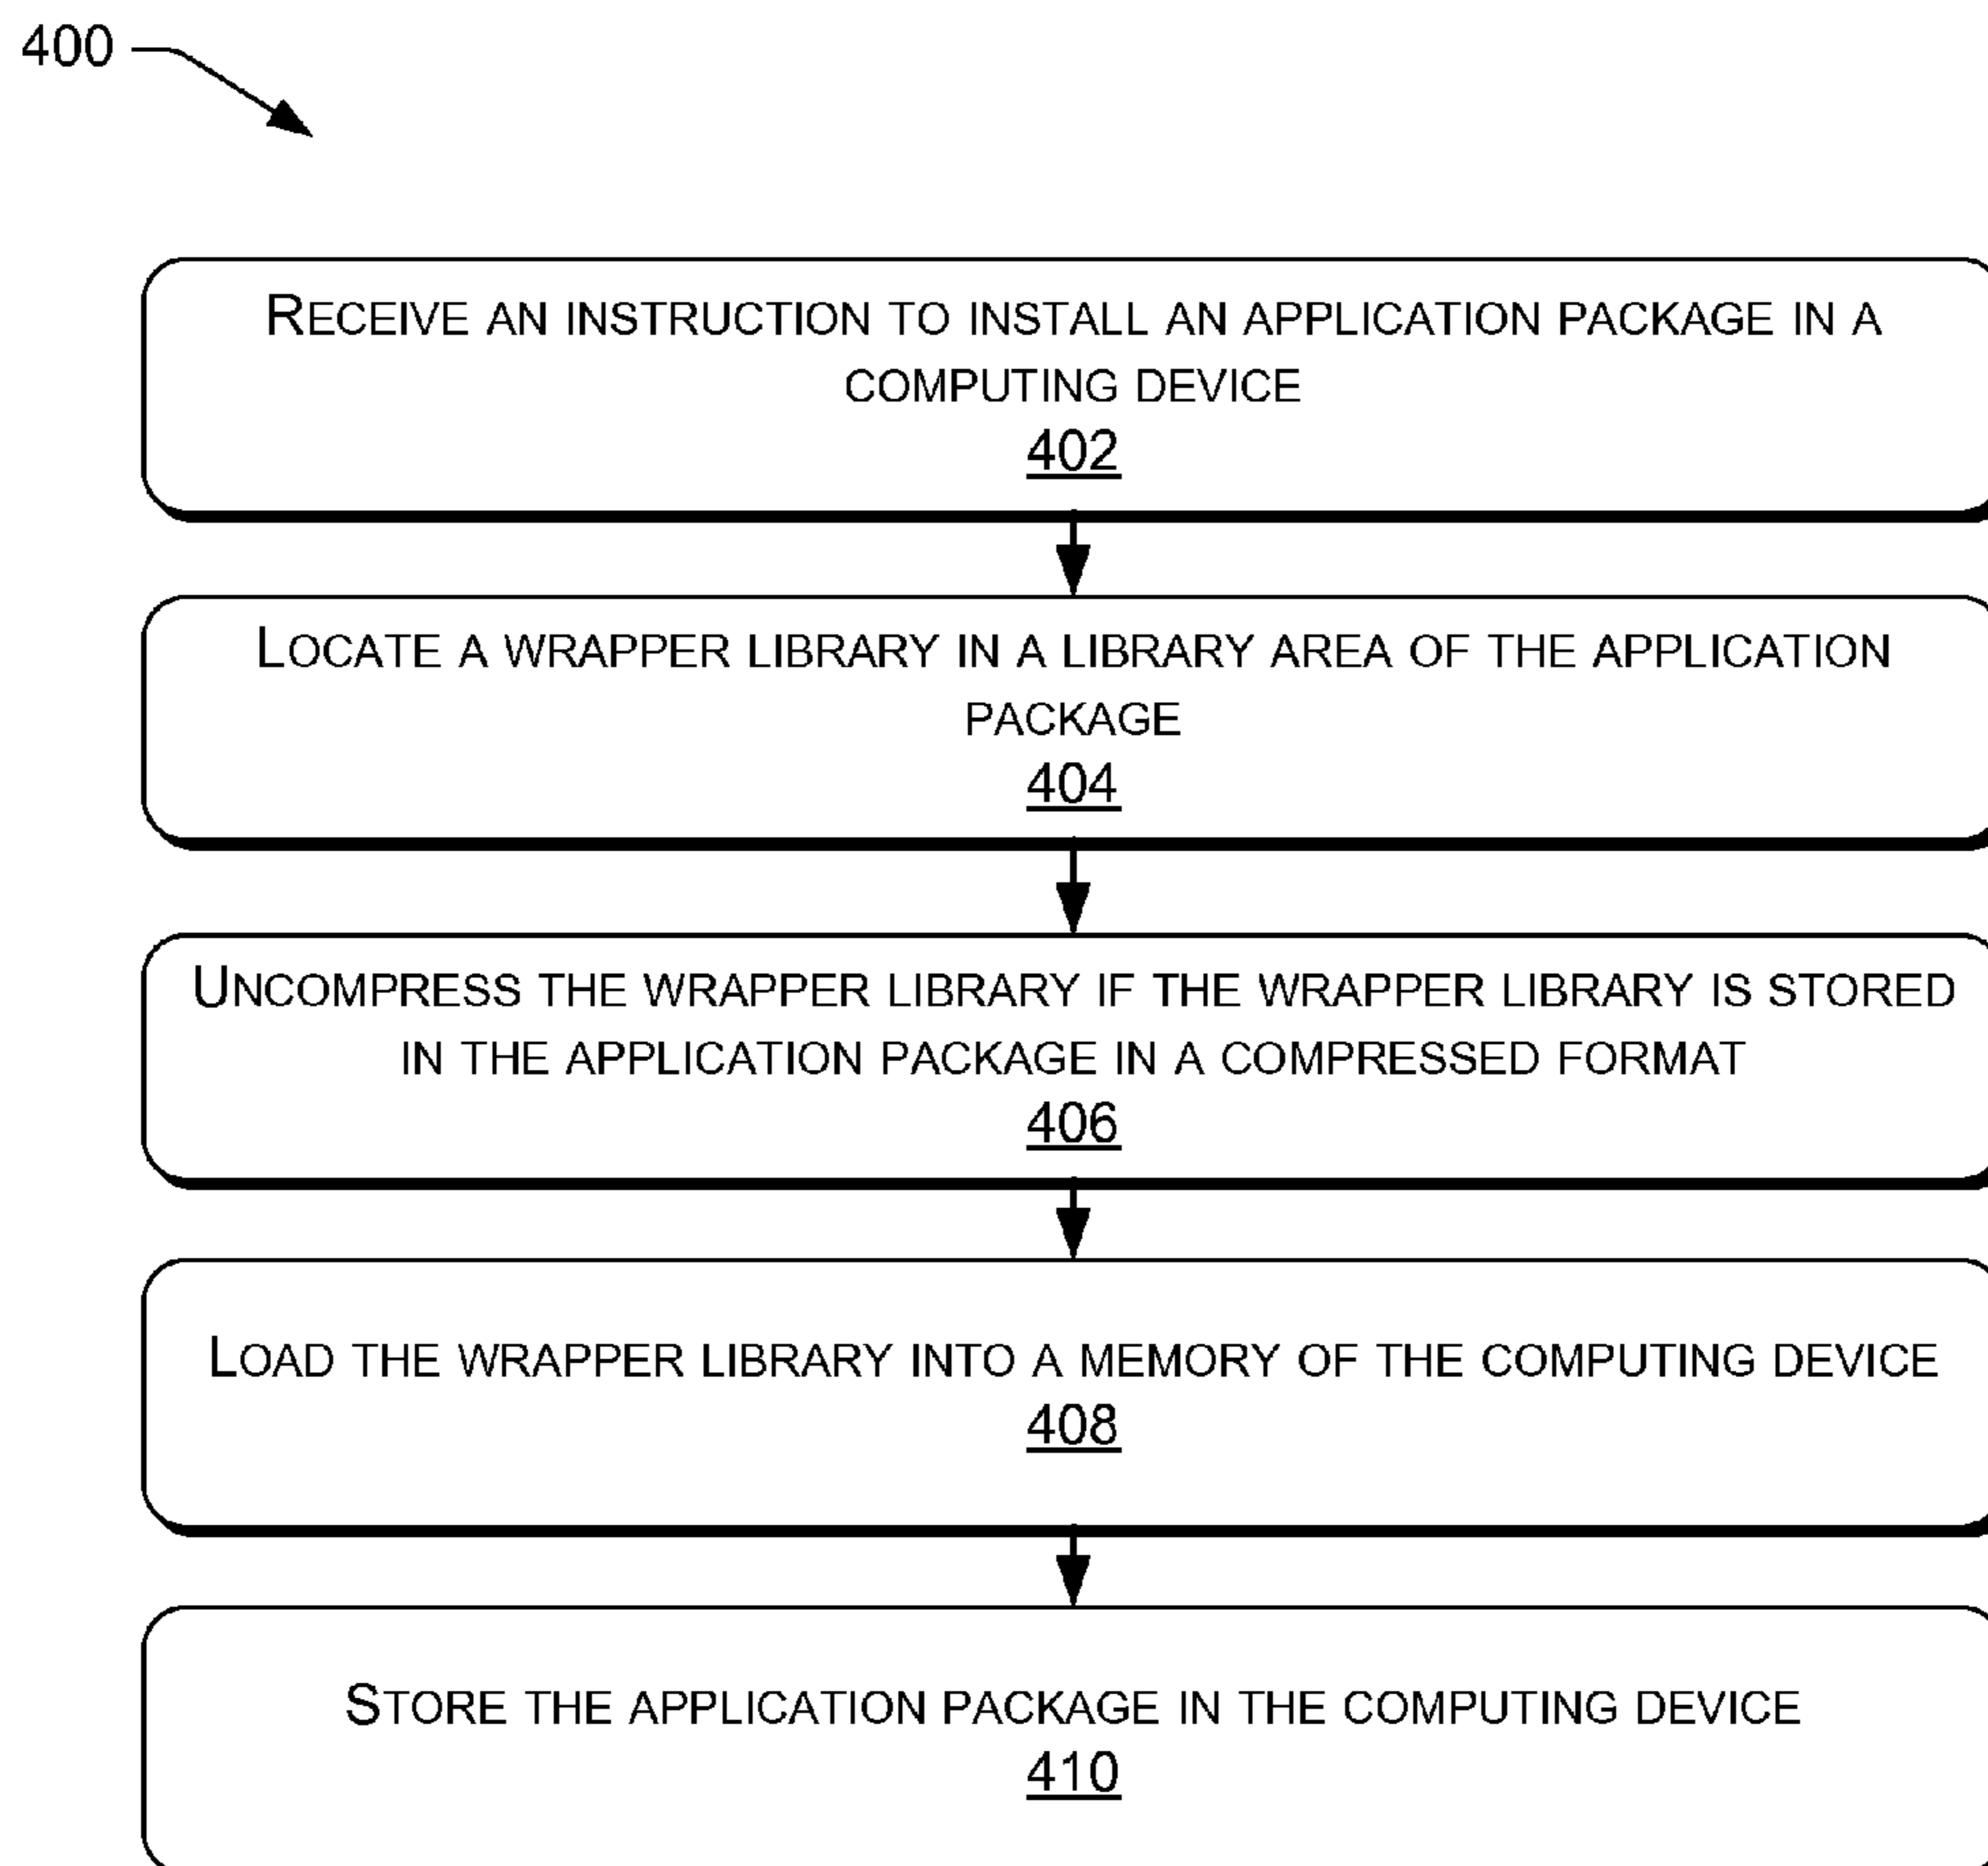 400
RECEIVE AN INSTRUCTION TO INSTALL AN APPLICATION PACKAGE IN A
COMPUTING DEVICE
402
LOCATE A WRAPPER LIBRARY IN A LIBRARY AREA OF THE APPLICATION
PACKAGE
404
UNCOMPRESS THE WRAPPER LIBRARY IF THE WRAPPER LIBRARY IS STORED
IN THE APPLICATION PACKAGE IN A COMPRESSED FORMAT
406
LOAD THE WRAPPER LIBRARY INTO A MEMORY OF THE COMPUTING DEVICE
408
STORE THE APPLICATION PACKAGE IN THE COMPUTING DEVICE
410